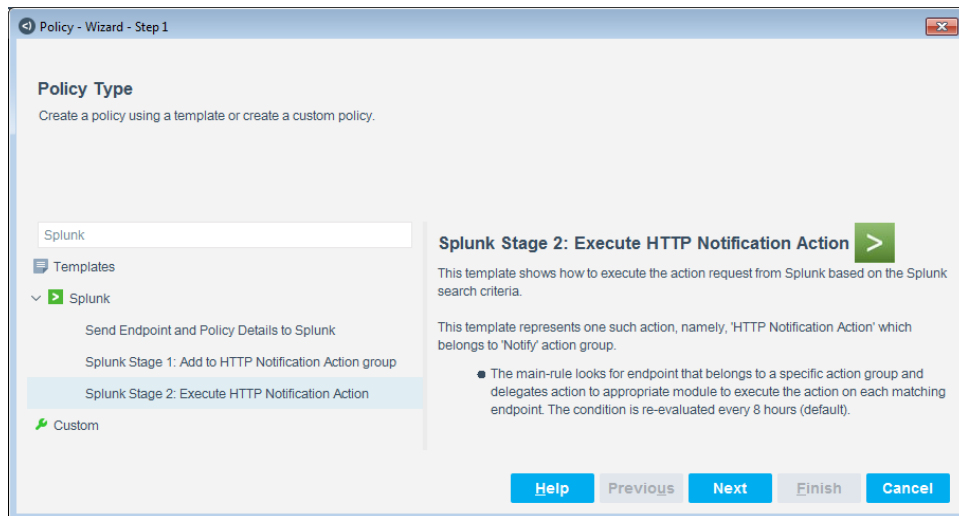 Policy - Wizard - Step 1
Policy Type
Create a policy using a template or create a custom policy.
Splunk
Templates
Splunk
Send Endpoint and Policy Details to Splunk
Splunk Stage 1: Add to HTTP Notification Action group
Splunk Stage 2: Execute HTTP Notification Action
Custom
Splunk Stage 2: Execute HTTP Notification Action
This template shows how to execute the action request from Splunk based on the Splunk
search criteria.
This template represents one such action, namely, 'HTTP Notification Action' which
belongs to 'Notify' action group.
The main-rule looks for endpoint that belongs to a specific action group and
delegates action to appropriate module to execute the action on each matching
endpoint. The condition is re-evaluated every 8 hours (default).
Help
Previous
Next
Finish
Cancel